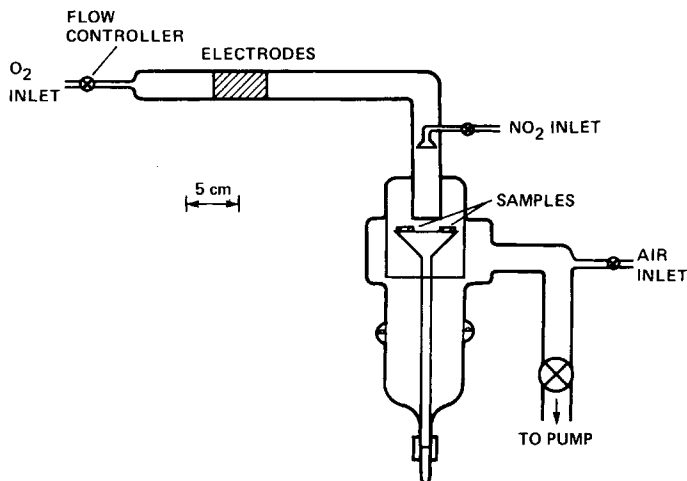 FLOW
CONTROLLER
ELECTRODES
O2
INLET
NO2 INLET
5 cm
SAMPLES
AIR
INLET
TO PUMP